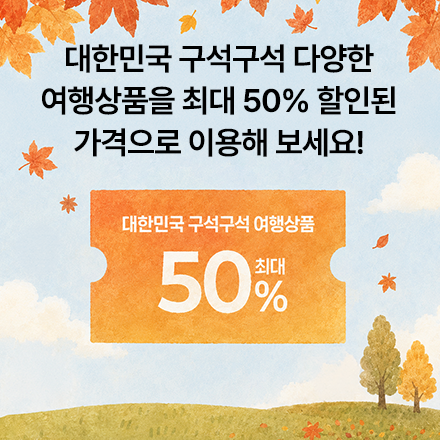 대한민국 구석구석 다양한
여행상품을 최대 50% 할인된
가격으로 이용해 보세요!
대한민국 구석구석 여행상품
50 최대
%